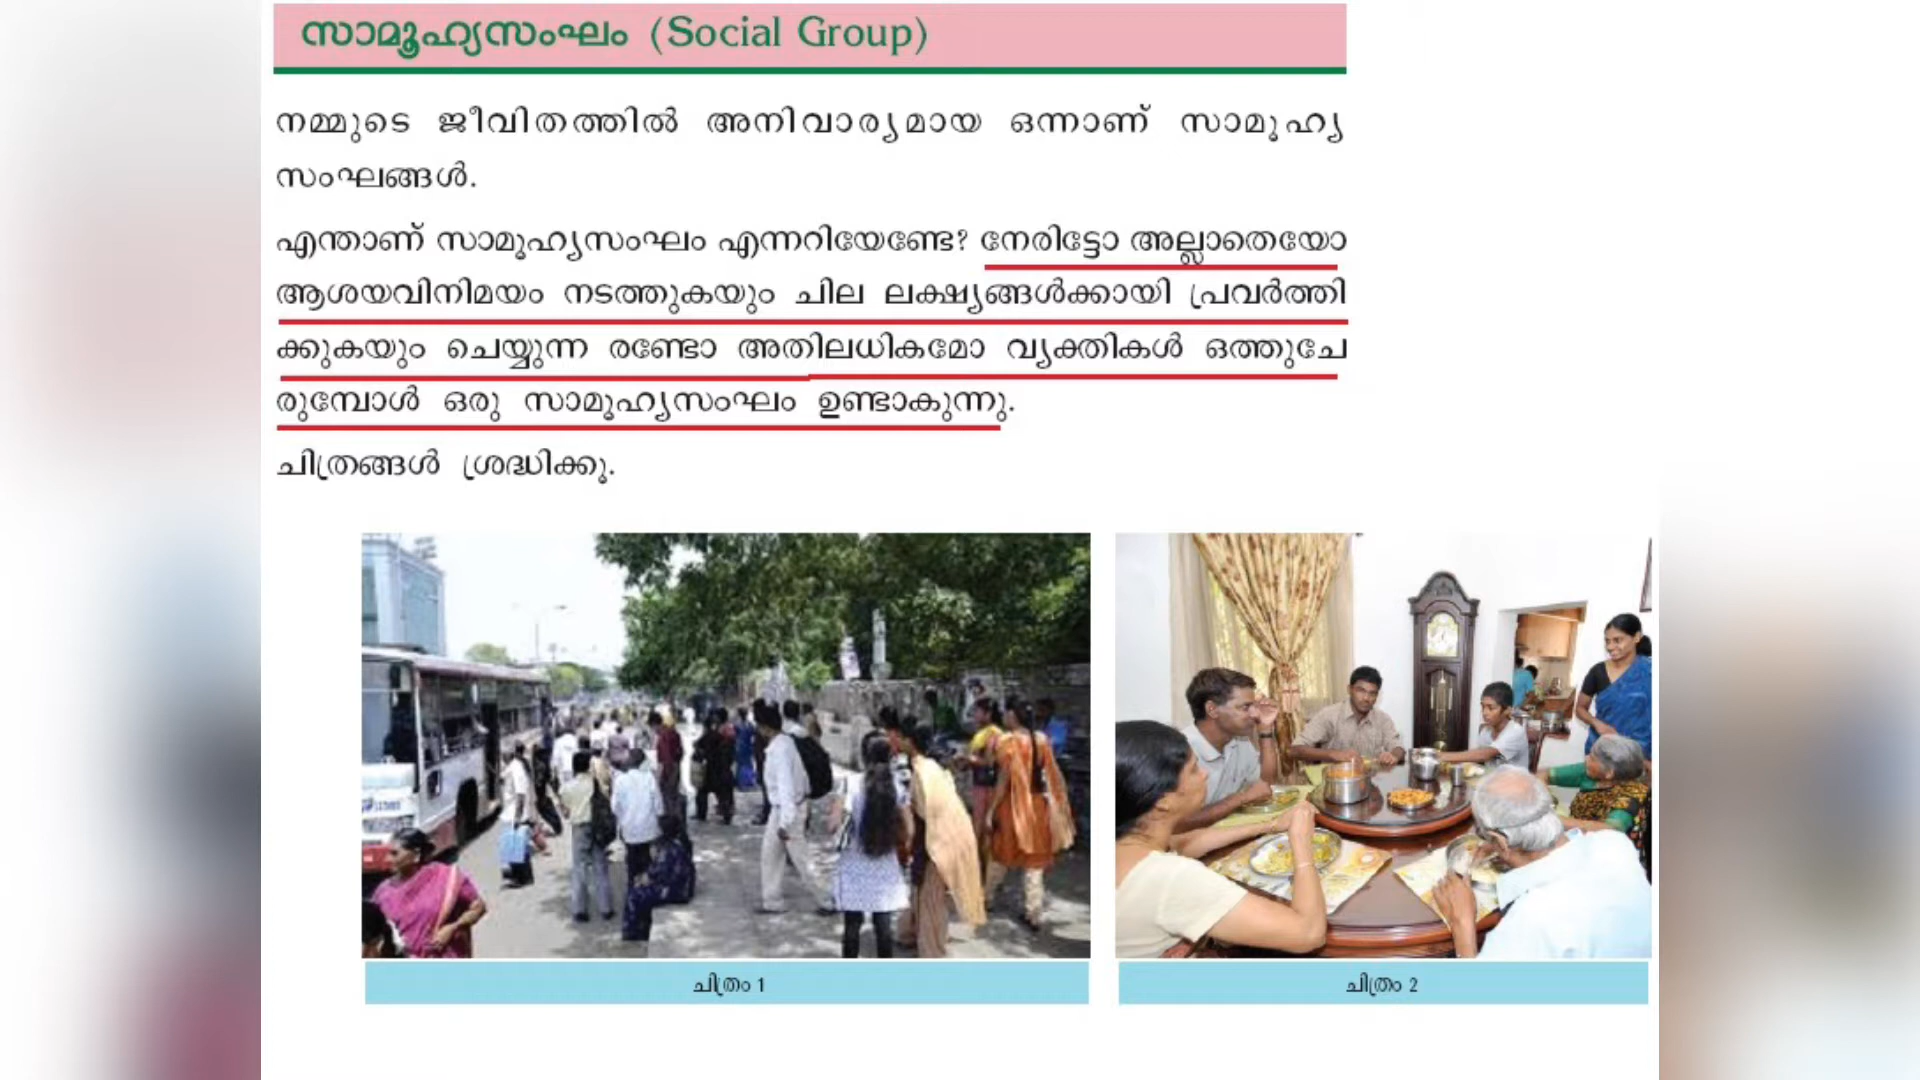 സാമൂഹ്യസംഘം (Social Group)
നമ്മുടെ ജീവിതത്തിൽ അനിവാര്യമായ ഒന്നാണ് സാമൂഹ്യ
സംഘങ്ങൾ.
എന്താണ് സാമൂഹ്യസംഘം എന്നറിയേണ്ടേ? നേരിട്ടോ അല്ലാതെയോ
ആശയവിനിമയം നടത്തുകയും ചില ലക്ഷ്യങ്ങൾക്കായി പ്രവർത്തി
ക്കുകയും ചെയ്യുന്ന രണ്ടോ അതിലധികമോ വ്യക്തികൾ ഒത്തുചേ
രുമ്പോൾ ഒരു സാമൂഹ്യസംഘം ഉണ്ടാകുന്നു.
ചിത്രങ്ങൾ ശ്രദ്ധിക്കൂ.
ചിത്രം 1
ചിത്രം 2